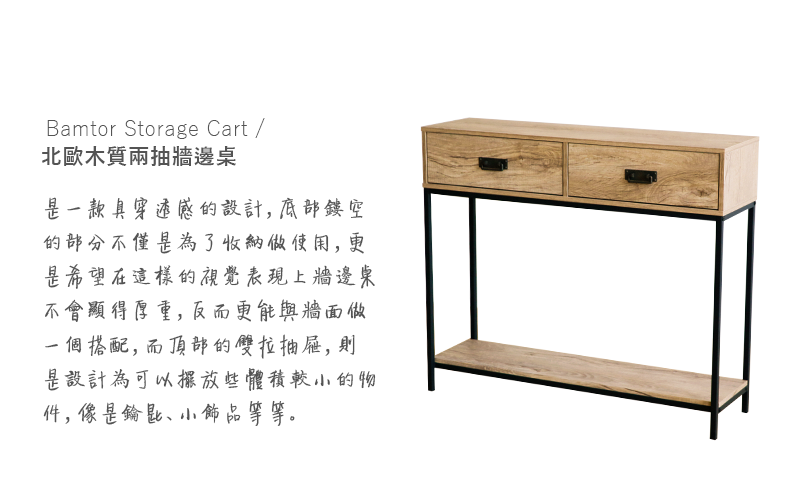 Bamtor Storage Cart /
北歐木質兩抽牆邊桌
是一款具穿透感的設計，底部鏤空
的部分不僅是為了收納做使用，更
是希望在這樣的視覺表現上牆邊桌
不會顯得厚重，反而更能與牆面做
一個搭配，而頂部的雙拉抽屜，則
是設計為可以擺放些體積較小的物
件，像是鑰匙、小飾品等等。